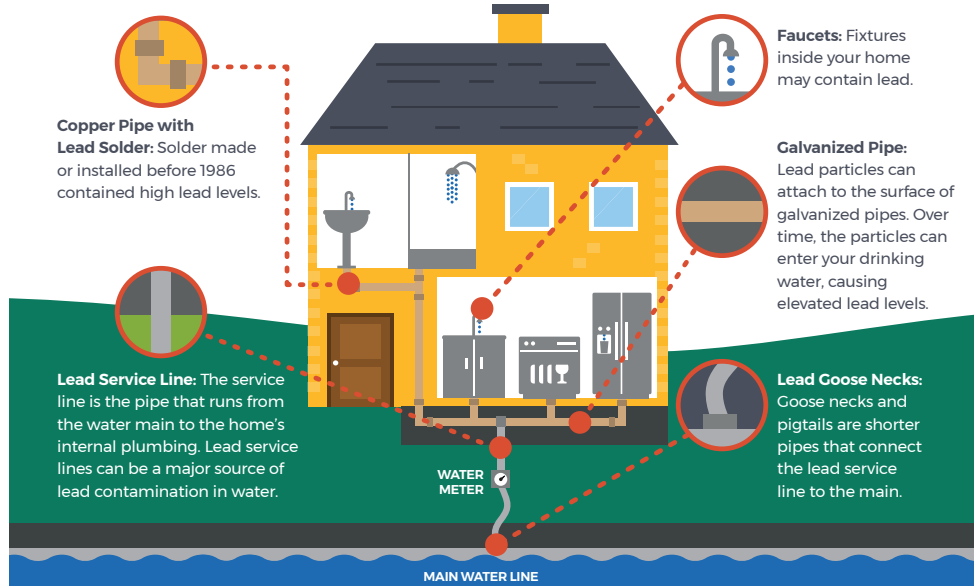 Copper Pipe with
Lead Solder: Solder made
or installed before 1986
contained high lead levels.
Lead Service Line: The service
line is the pipe that runs from
the water main to the home's
internal plumbing. Lead service
lines can be a major source of
lead contamination in water.
Faucets: Fixtures
inside your home
may contain lead.
Galvanized Pipe:
Lead particles can
attach to the surface of
galvanized pipes. Over
time, the particles can
enter your drinking
water, causing
elevated lead levels.
Lead Goose Necks:
Goose necks and
pigtails are shorter
pipes that connect
the lead service
line to the main.
WATER
METER
MAIN WATER LINE